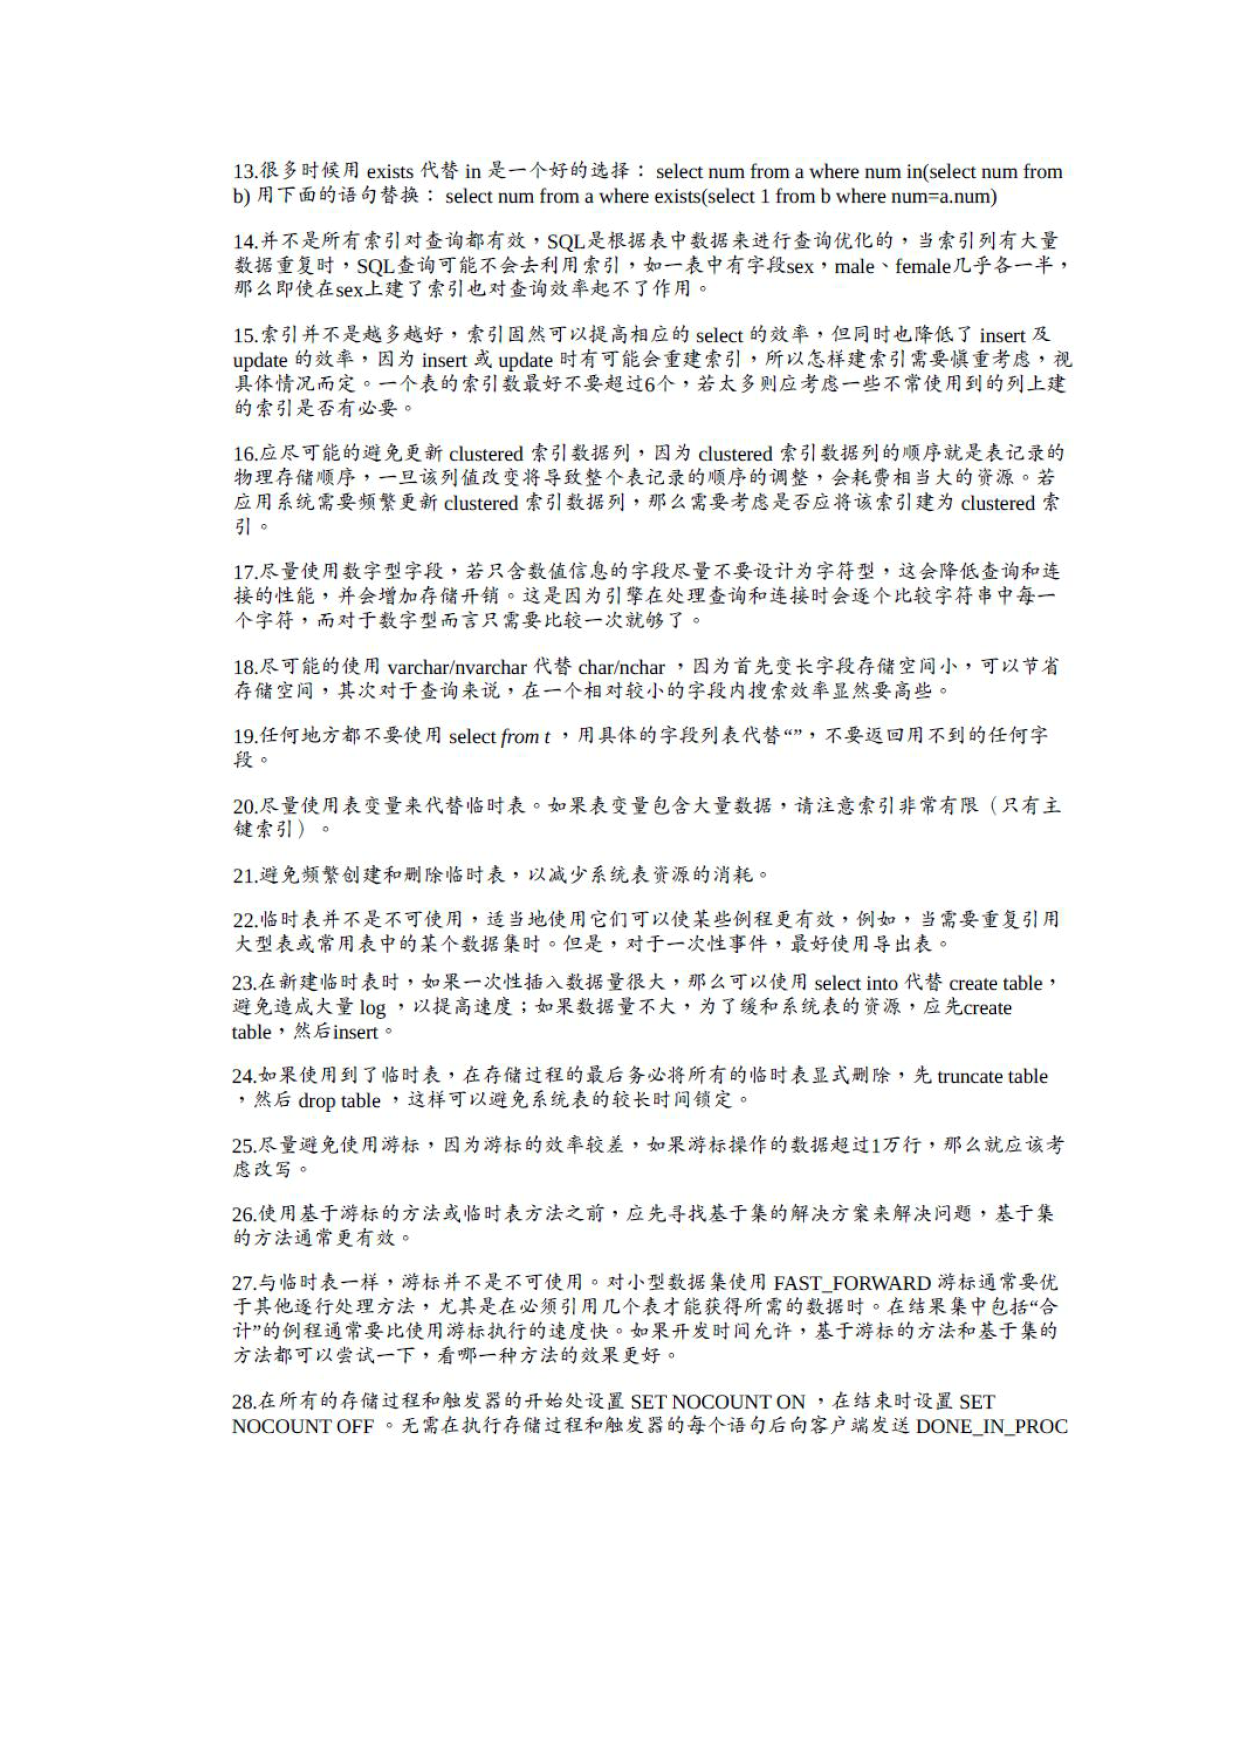 13.很多时候用 exists 代替 in 是一个好的选择： select num from a where num in(select num from
b) 用下面的语句替换： select num from a where exists(select 1 from b where num=a.num)
14.并不是所有索引对查询都有效，SQL是根据表中数据来进行查询优化的，当索引列有大量
数据重复时，SQL查询可能不会去利用索引，如一表中有字段sex，male、female几乎各一半，
那么即使在sex上建了索引也对查询效率起不了作用。
15.索引并不是越多越好，索引固然可以提高相应的 select 的效率，但同时也降低了 insert 及
update 的效率，因为 insert 或 update 时有可能会重建索引，所以怎样建索引需要慎重考虑，视
具体情况而定。一个表的索引数最好不要超过6个，若太多则应考虑一些不常使用到的列上建
的索引是否有必要。
16.应尽可能的避免更新 clustered 索引数据列，因为 clustered 索引数据列的顺序就是表记录的
物理存储顺序，一旦该列值改变将导致整个表记录的顺序的调整，会耗费相当大的资源。若
应用系统需要频繁更新 clustered 索引数据列，那么需要考虑是否应将该索引建为 clustered 索
引。
17.尽量使用数字型字段，若只含数值信息的字段尽量不要设计为字符型，这会降低查询和连
接的性能，并会增加存储开销。这是因为引擎在处理查询和连接时会逐个比较字符串中每一
个字符，而对于数字型而言只需要比较一次就够了。
18.尽可能的使用 varchar/nvarchar 代替 char/nchar ，因为首先变长字段存储空间小，可以节省
存储空间，其次对于查询来说，在一个相对较小的字段内搜索效率显然要高些。
19.任何地方都不要使用 select from t ，用具体的字段列表代替“”，不要返回用不到的任何字
段。
20.尽量使用表变量来代替临时表。如果表变量包含大量数据，请注意索引非常有限（只有主
键索引）。
21.避免频繁创建和删除临时表，以减少系统表资源的消耗。
22.临时表并不是不可使用，适当地使用它们可以使某些例程更有效，例如，当需要重复引用
大型表或常用表中的某个数据集时。但是，对于一次性事件，最好使用导出表。
23.在新建临时表时，如果一次性插入数据量很大，那么可以使用 select into 代替 create table，
避免造成大量 log ，以提高速度；如果数据量不大，为了缓和系统表的资源，应先create
table，然后insert。
24.如果使用到了临时表，在存储过程的最后务必将所有的临时表显式删除，先 truncate table
，然后 drop table ，这样可以避免系统表的较长时间锁定。
25.尽量避免使用游标，因为游标的效率较差，如果游标操作的数据超过1万行，那么就应该考
虑改写。
26.使用基于游标的方法或临时表方法之前，应先寻找基于集的解决方案来解决问题，基于集
的方法通常更有效。
27.与临时表一样，游标并不是不可使用。对小型数据集使用 FAST_FORWARD 游标通常要优
于其他逐行处理方法，尤其是在必须引用几个表才能获得所需的数据时。在结果集中包括“合
计”的例程通常要比使用游标执行的速度快。如果开发时间允许，基于游标的方法和基于集的
方法都可以尝试一下，看哪一种方法的效果更好。
28.在所有的存储过程和触发器的开始处设置 SET NOCOUNT ON ，在结束时设置 SET
NOCOUNT OFF 。无需在执行存储过程和触发器的每个语句后向客户端发送 DONE_IN_PROC